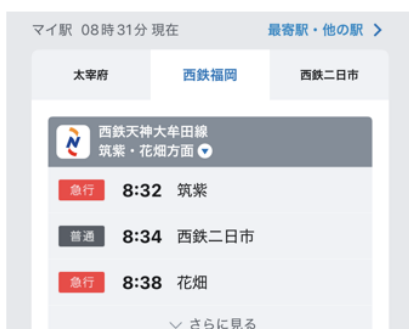 マイ駅 08時31分 現在 最寄駅・他の駅
太宰府 西鉄福岡 西鉄二日市
西鉄天神大牟田線
筑紫・花畑方面
急行 8:32 筑紫
普通 8:34 西鉄二日市
急行 8:38 花畑
さらに見る